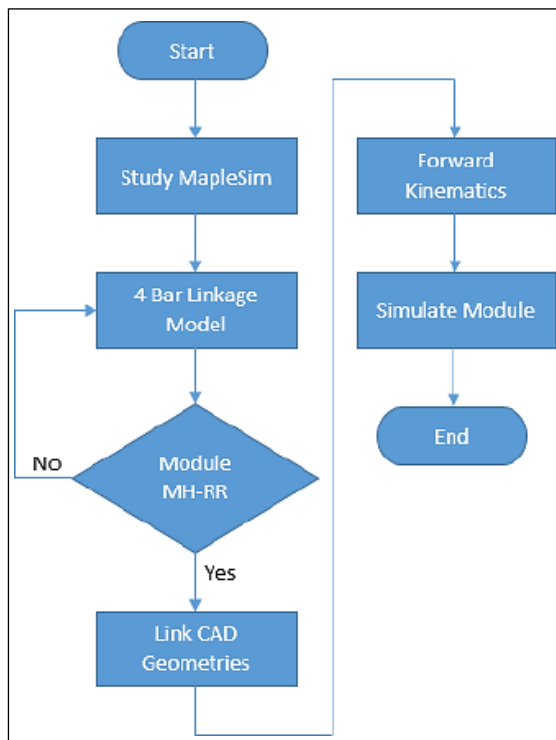 Start
Study MapleSim
4 Bar Linkage
Model
No
Module
MH-RR
Yes
Link CAD
Geometries
Forward
Kinematics
Simulate Module
End